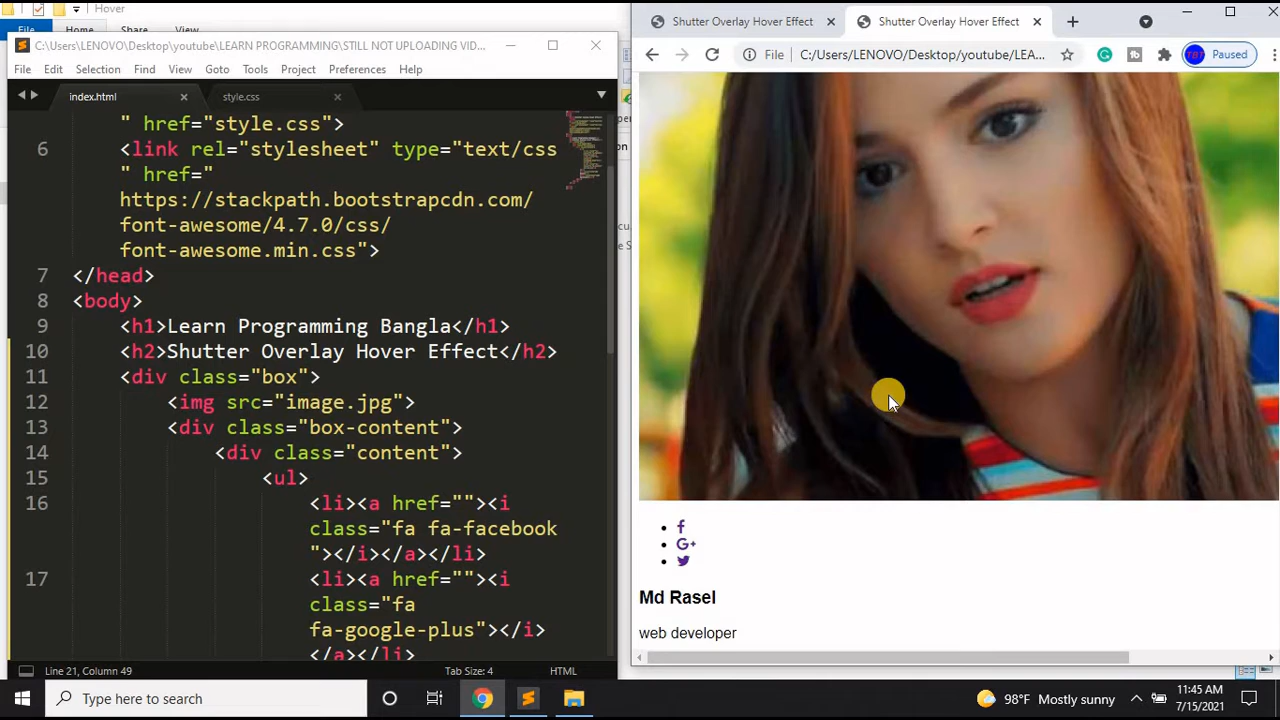 Hover
File Home Share View
C:\Users\LENOVO\Desktop\youtube\LEARN PROGRAMMING\STILL NOT UPLOADING VID...
File Edit Selection Find View Goto Tools Project Preferences Help
index.html style.css
" href="style.css">
6 <link rel="stylesheet" type="text/css
" href="
https://stackpath.bootstrapcdn.com/
font-awesome/4.7.0/css/
font-awesome.min.css">
7 </head>
8 <body>
9 <h1>Learn Programming Bangla</h1>
10 <h2>Shutter Overlay Hover Effect</h2>
11 <div class="box">
12 <img src="image.jpg">
13 <div class="box-content">
14 <div class="content">
15 <ul>
16 <li><a href=""><i
class="fa fa-facebook
"></i></a></li>
17 <li><a href=""><i
class="fa
fa-google-plus"></i>
</a></li>
Line 21, Column 49 Tab Size: 4 HTML
Shutter Overlay Hover Effect Shutter Overlay Hover Effect
File C:/Users/LENOVO/Desktop/youtube/LEA... TBT Paused
Md Rasel
web developer
Type here to search
98°F Mostly sunny
11:45 AM
7/15/2021